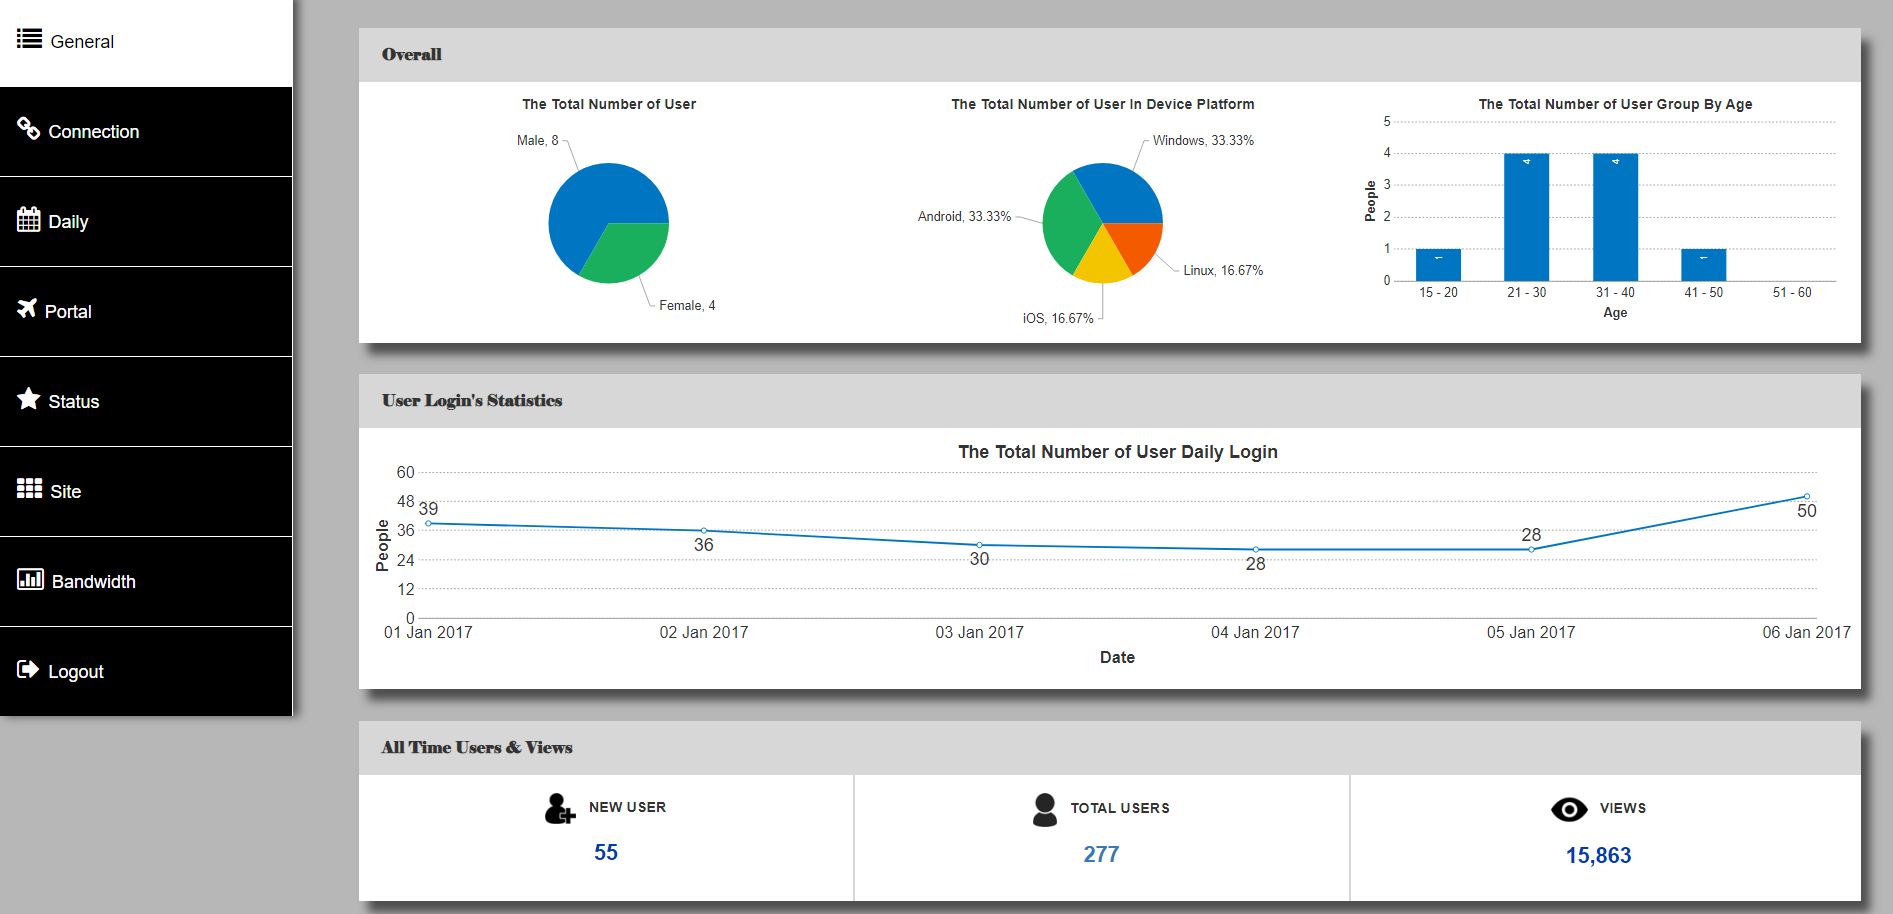 General
Connection
Daily
Portal
Status
Site
Bandwidth
Logout
Overall
The Total Number of User
Male, 8
Female, 4
The Total Number of User In Device Platform
Windows, 33.33%
Android, 33.33%
Linux, 16.67%
iOS, 16.67%
The Total Number of User Group By Age
People
5
4
3
2
1
0
1
4
4
1
15 - 20
21 - 30
31 - 40
41 - 50
51 - 60
Age
User Login's Statistics
The Total Number of User Daily Login
People
60
48
36
24
12
0
39
36
30
28
28
50
01 Jan 2017
02 Jan 2017
03 Jan 2017
04 Jan 2017
05 Jan 2017
06 Jan 2017
Date
All Time Users & Views
NEW USER
55
TOTAL USERS
277
VIEWS
15,863